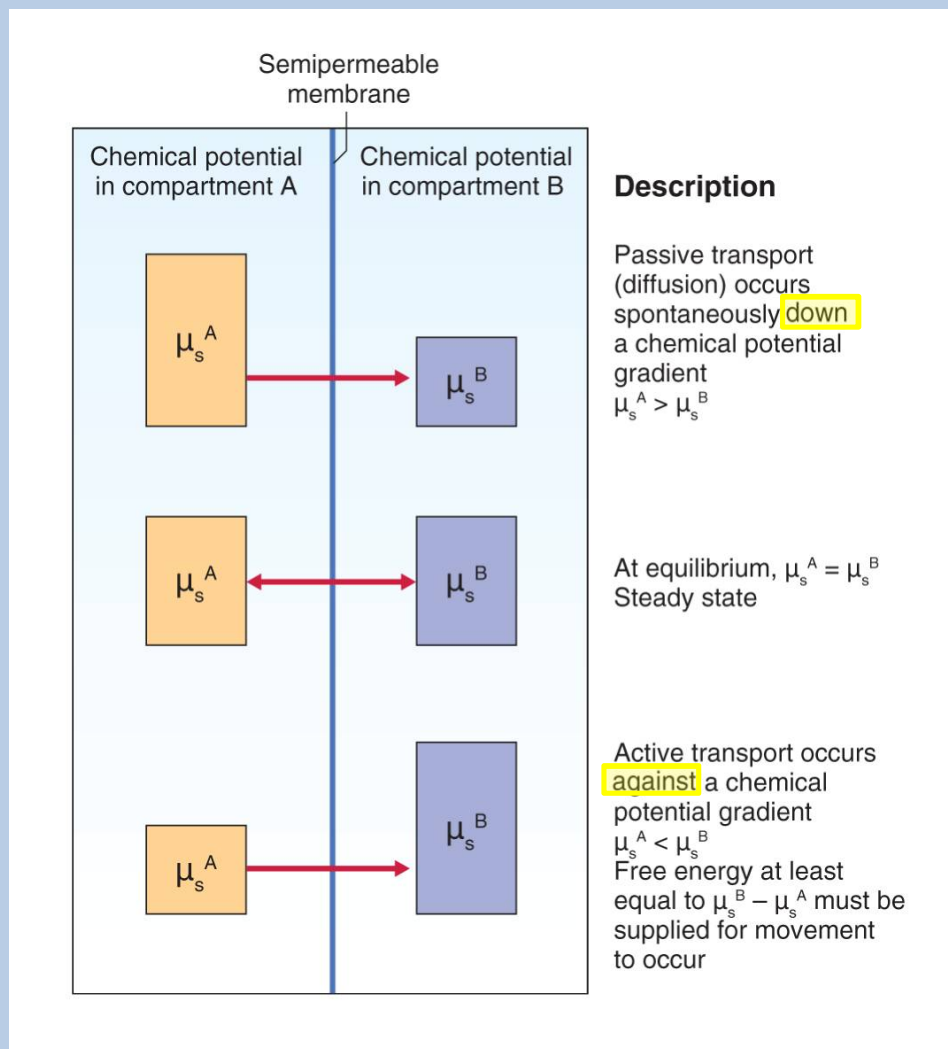 Semipermeable
membrane
Chemical potential
in compartment A
Chemical potential
in compartment B
Description
μₛᴬ
μₛᴮ
Passive transport
(diffusion) occurs
spontaneously down
a chemical potential
gradient
μₛᴬ > μₛᴮ
μₛᴬ
μₛᴮ
At equilibrium, μₛᴬ = μₛᴮ
Steady state
μₛᴬ
μₛᴮ
Active transport occurs
against a chemical
potential gradient
μₛᴬ < μₛᴮ
Free energy at least
equal to μₛᴮ – μₛᴬ must be
supplied for movement
to occur